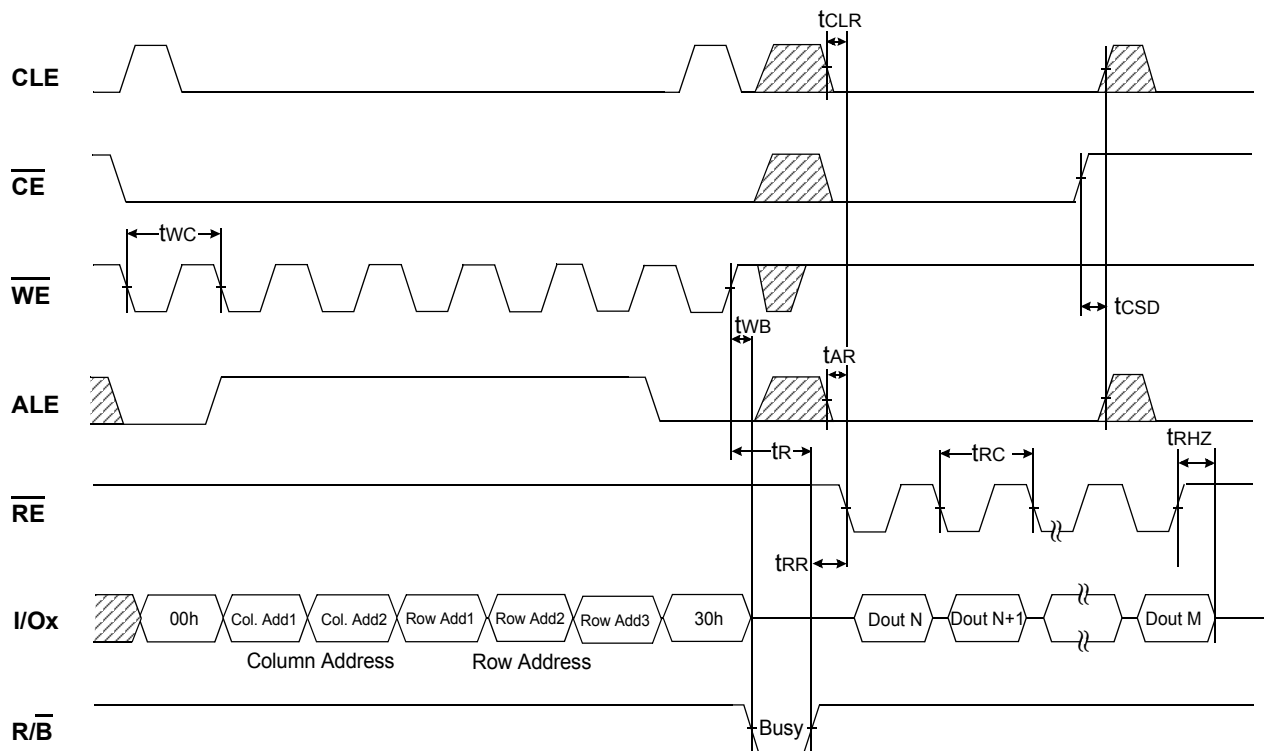 tCLR
CLE
CE
tWC
WE
tWB
tCSD
tAR
ALE
tR
tRC
tRHZ
RE
tRR
I/Ox
00h
Col. Add1
Col. Add2
Row Add1
Row Add2
Row Add3
30h
Dout N
Dout N+1
Dout M
Column Address
Row Address
R/B
Busy